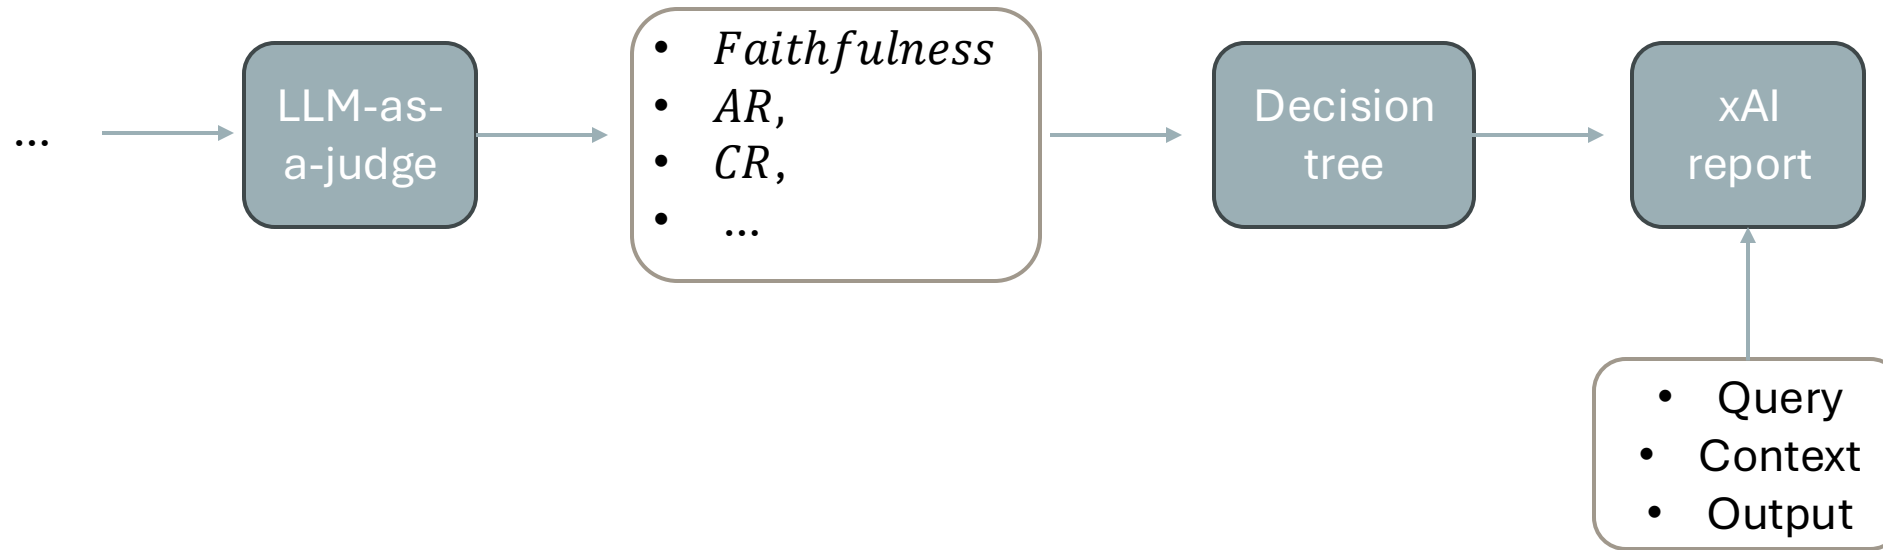 ...
LLM-as-
a-judge
• Faithfulness
• AR,
• CR,
• ...
Decision
tree
xAI
report
• Query
• Context
• Output